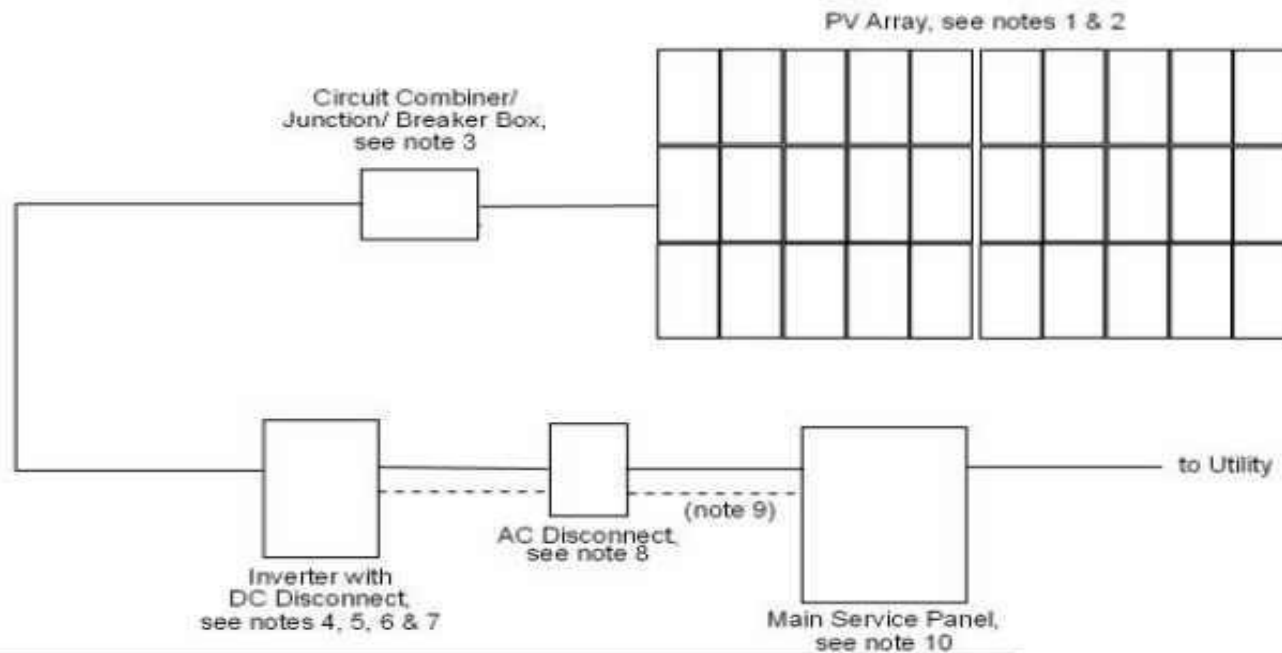 PV Array, see notes 1 & 2
Circuit Combiner/
Junction/ Breaker Box,
see note 3
to Utility
(note 9)
AC Disconnect,
see note 8
Inverter with
DC Disconnect,
see notes 4, 5, 6 & 7
Main Service Panel,
see note 10